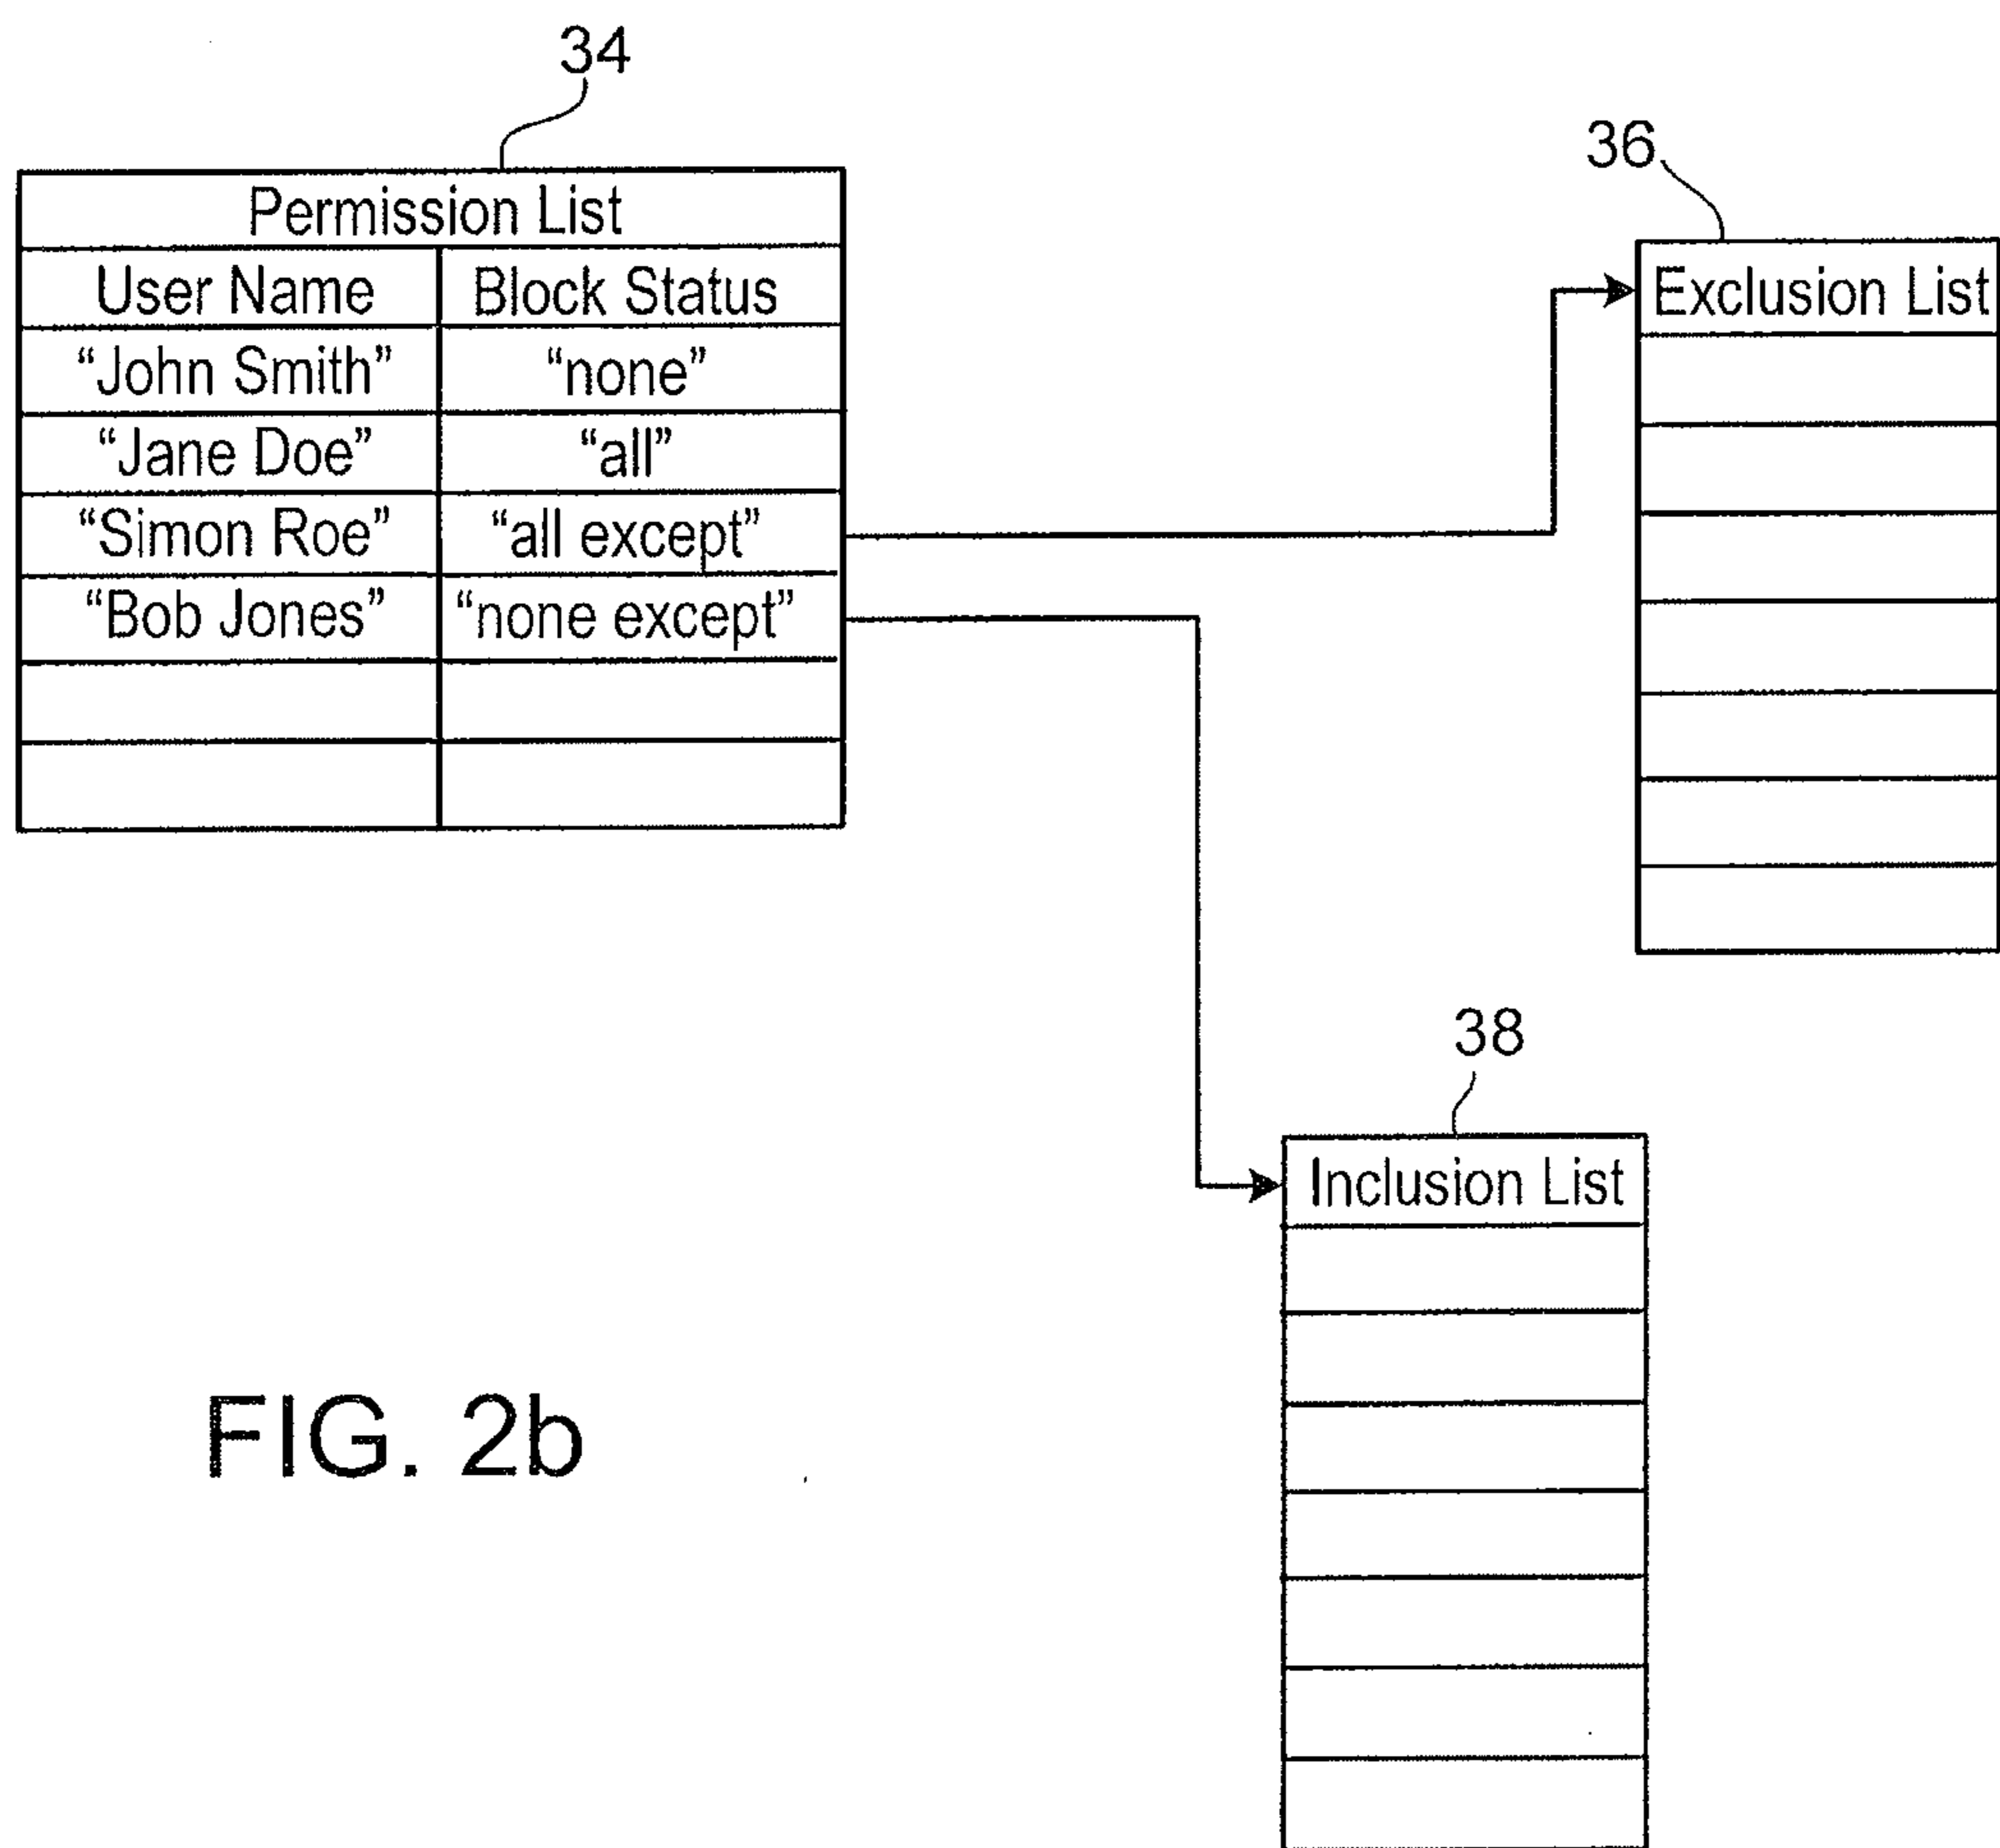 34
Permission List
User Name Block Status
“John Smith” “none”
“Jane Doe” “all”
“Simon Roe” “all except”
“Bob Jones” “none except”
36
Exclusion List
38
Inclusion List
FIG. 2b